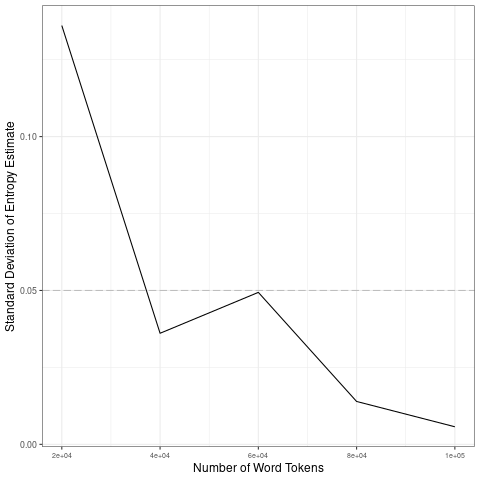 Standard Deviation of Entropy Estimate
0.10
0.05
0.00
2e+04 4e+04 6e+04 8e+04 1e+05
Number of Word Tokens